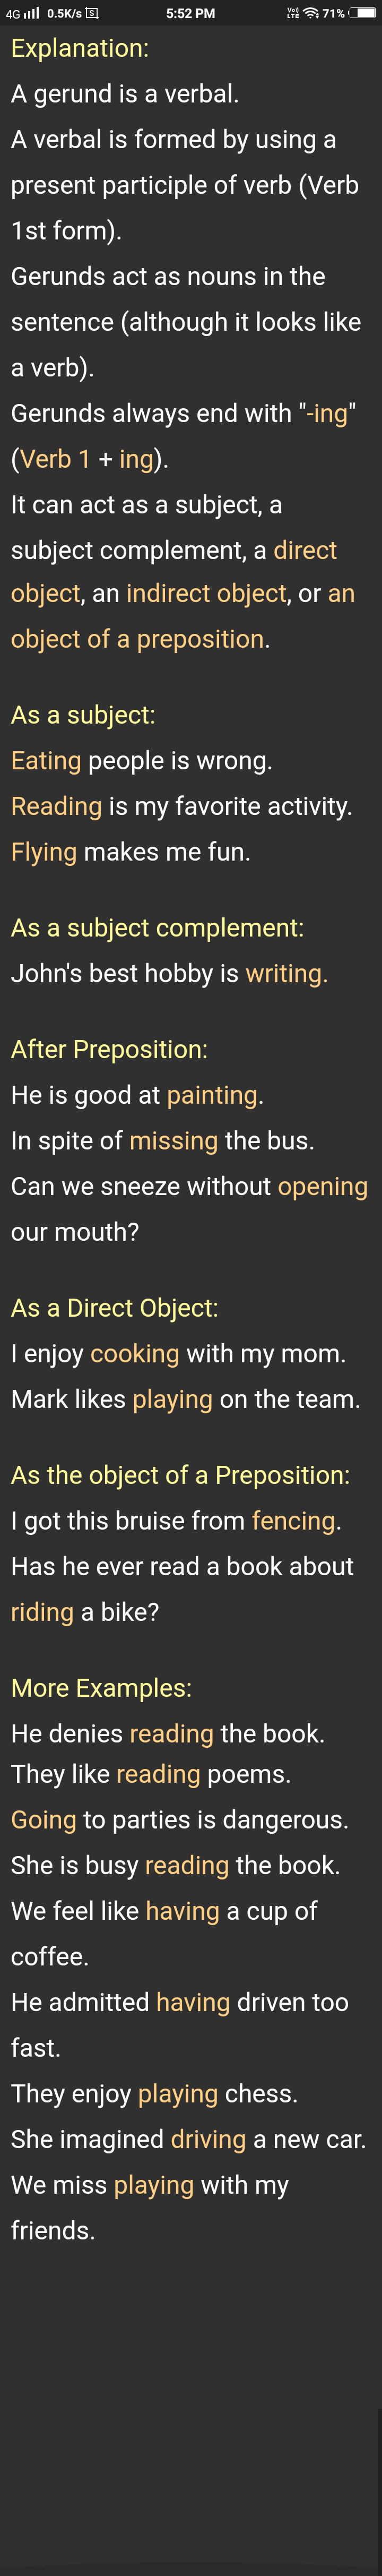 4G 0.5K/s 5:52 PM VoI LTE 71%
Explanation:
A gerund is a verbal.
A verbal is formed by using a
present participle of verb (Verb
1st form).
Gerunds act as nouns in the
sentence (although it looks like
a verb).
Gerunds always end with "-ing"
(Verb 1 + ing).
It can act as a subject, a
subject complement, a direct
object, an indirect object, or an
object of a preposition.
As a subject:
Eating people is wrong.
Reading is my favorite activity.
Flying makes me fun.
As a subject complement:
John's best hobby is writing.
After Preposition:
He is good at painting.
In spite of missing the bus.
Can we sneeze without opening
our mouth?
As a Direct Object:
I enjoy cooking with my mom.
Mark likes playing on the team.
As the object of a Preposition:
I got this bruise from fencing.
Has he ever read a book about
riding a bike?
More Examples:
He denies reading the book.
They like reading poems.
Going to parties is dangerous.
She is busy reading the book.
We feel like having a cup of
coffee.
He admitted having driven too
fast.
They enjoy playing chess.
She imagined driving a new car.
We miss playing with my
friends.